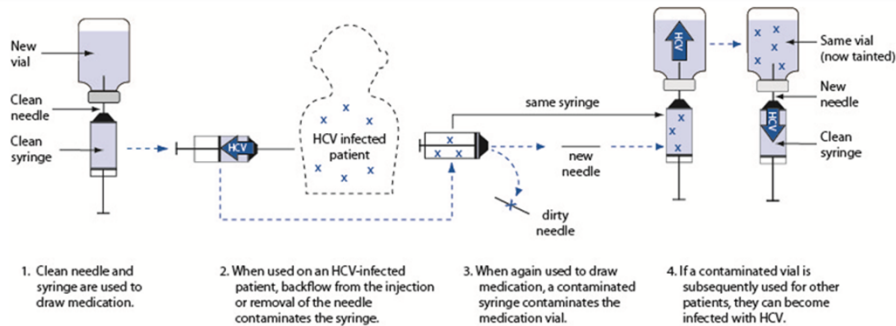 New
vial
Clean
needle
Clean
syringe
HCV
HCV infected
patient
x x x x x x
x x x
same syringe
new
needle
x
dirty
needle
HCV
x x x x
x x x x x x
Same vial
(now tainted)
New
needle
HCV
Clean
syringe
1. Clean needle and
syringe are used to
draw medication.
2. When used on an HCV-infected
patient, backflow from the injection
or removal of the needle
contaminates the syringe.
3. When again used to draw
medication, a contaminated
syringe contaminates the
medication vial.
4. If a contaminated vial is
subsequently used for other
patients, they can become
infected with HCV.